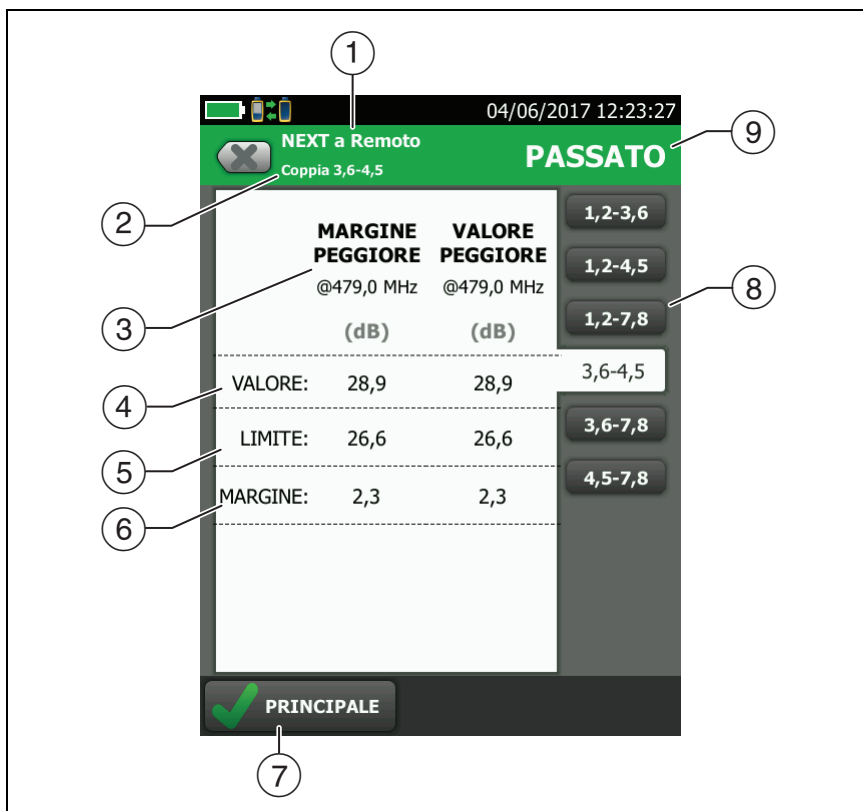 1
04/06/2017 12:23:27
NEXT a Remoto
Coppia 3,6-4,5
PASSATO
9
2
MARGINE PEGGIORE
@479,0 MHz
(dB)
VALORE PEGGIORE
@479,0 MHz
(dB)
3
VALORE: 28,9 28,9
4
LIMITE: 26,6 26,6
5
MARGINE: 2,3 2,3
6
1,2-3,6
1,2-4,5
1,2-7,8
3,6-4,5
3,6-7,8
4,5-7,8
8
PRINCIPALE
7